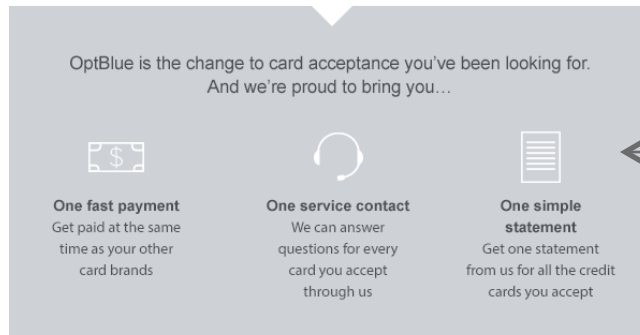 OptBlue is the change to card acceptance you’ve been looking for.
And we’re proud to bring you…
$
One fast payment
Get paid at the same
time as your other
card brands
One service contact
We can answer
questions for every
card you accept
through us
One simple
statement
Get one statement
from us for all the credit
cards you accept